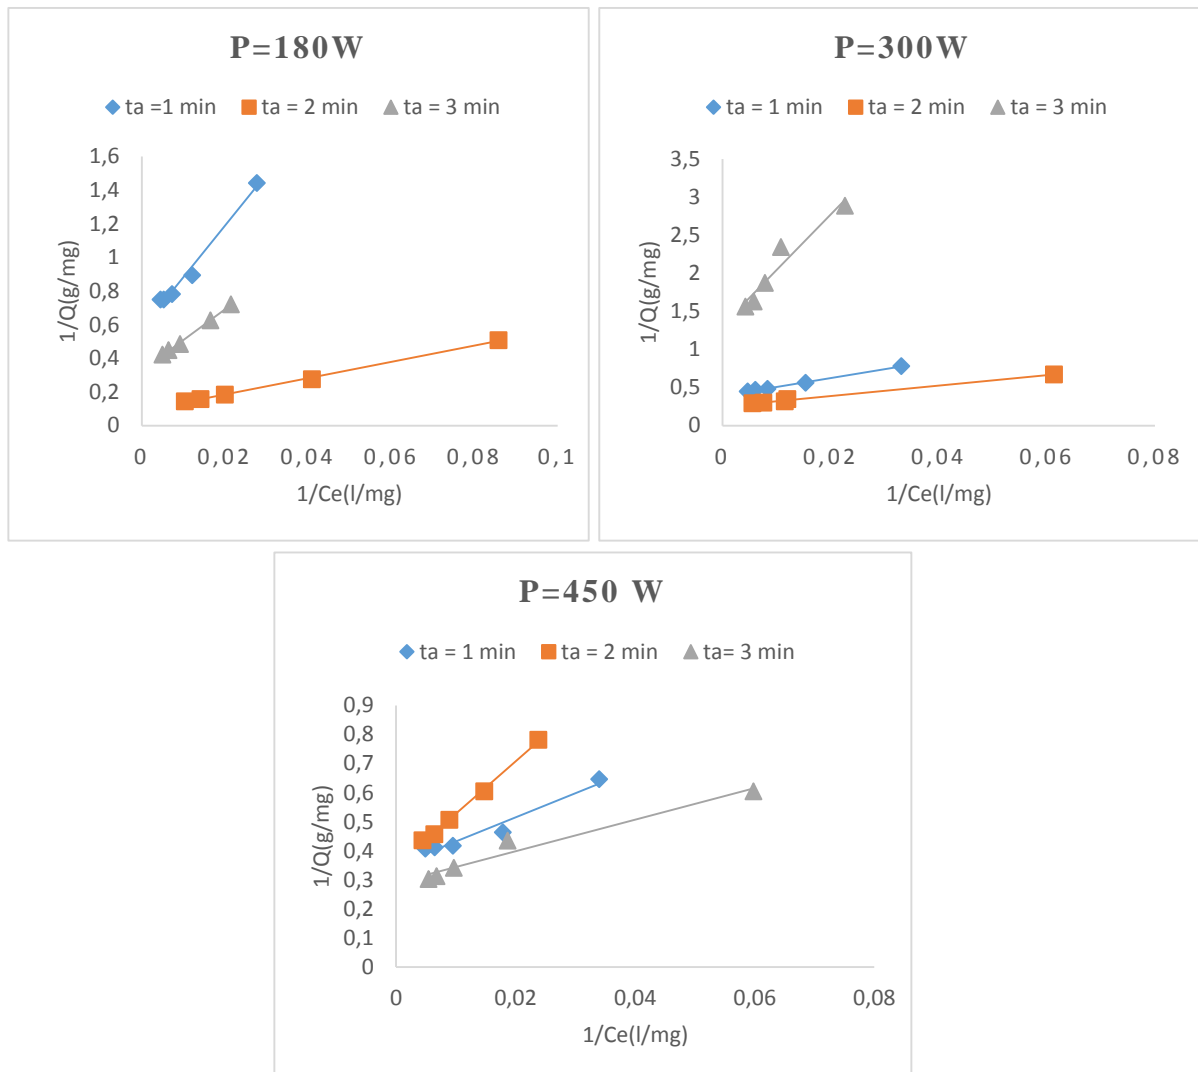 P=180W
ta =1 min ta = 2 min ta = 3 min
1,6
1,4
1,2
1
0,8
0,6
0,4
0,2
0
1/Q(g/mg)
0 0,02 0,04 0,06 0,08 0,1
1/Ce(l/mg)
P=300W
ta = 1 min ta = 2 min ta = 3 min
3,5
3
2,5
2
1,5
1
0,5
0
1/Q(g/mg)
0 0,02 0,04 0,06 0,08
1/Ce(l/mg)
P=450 W
ta = 1 min ta = 2 min ta= 3 min
0,9
0,8
0,7
0,6
0,5
0,4
0,3
0,2
0,1
0
1/Q(g/mg)
0 0,02 0,04 0,06 0,08
1/Ce(l/mg)